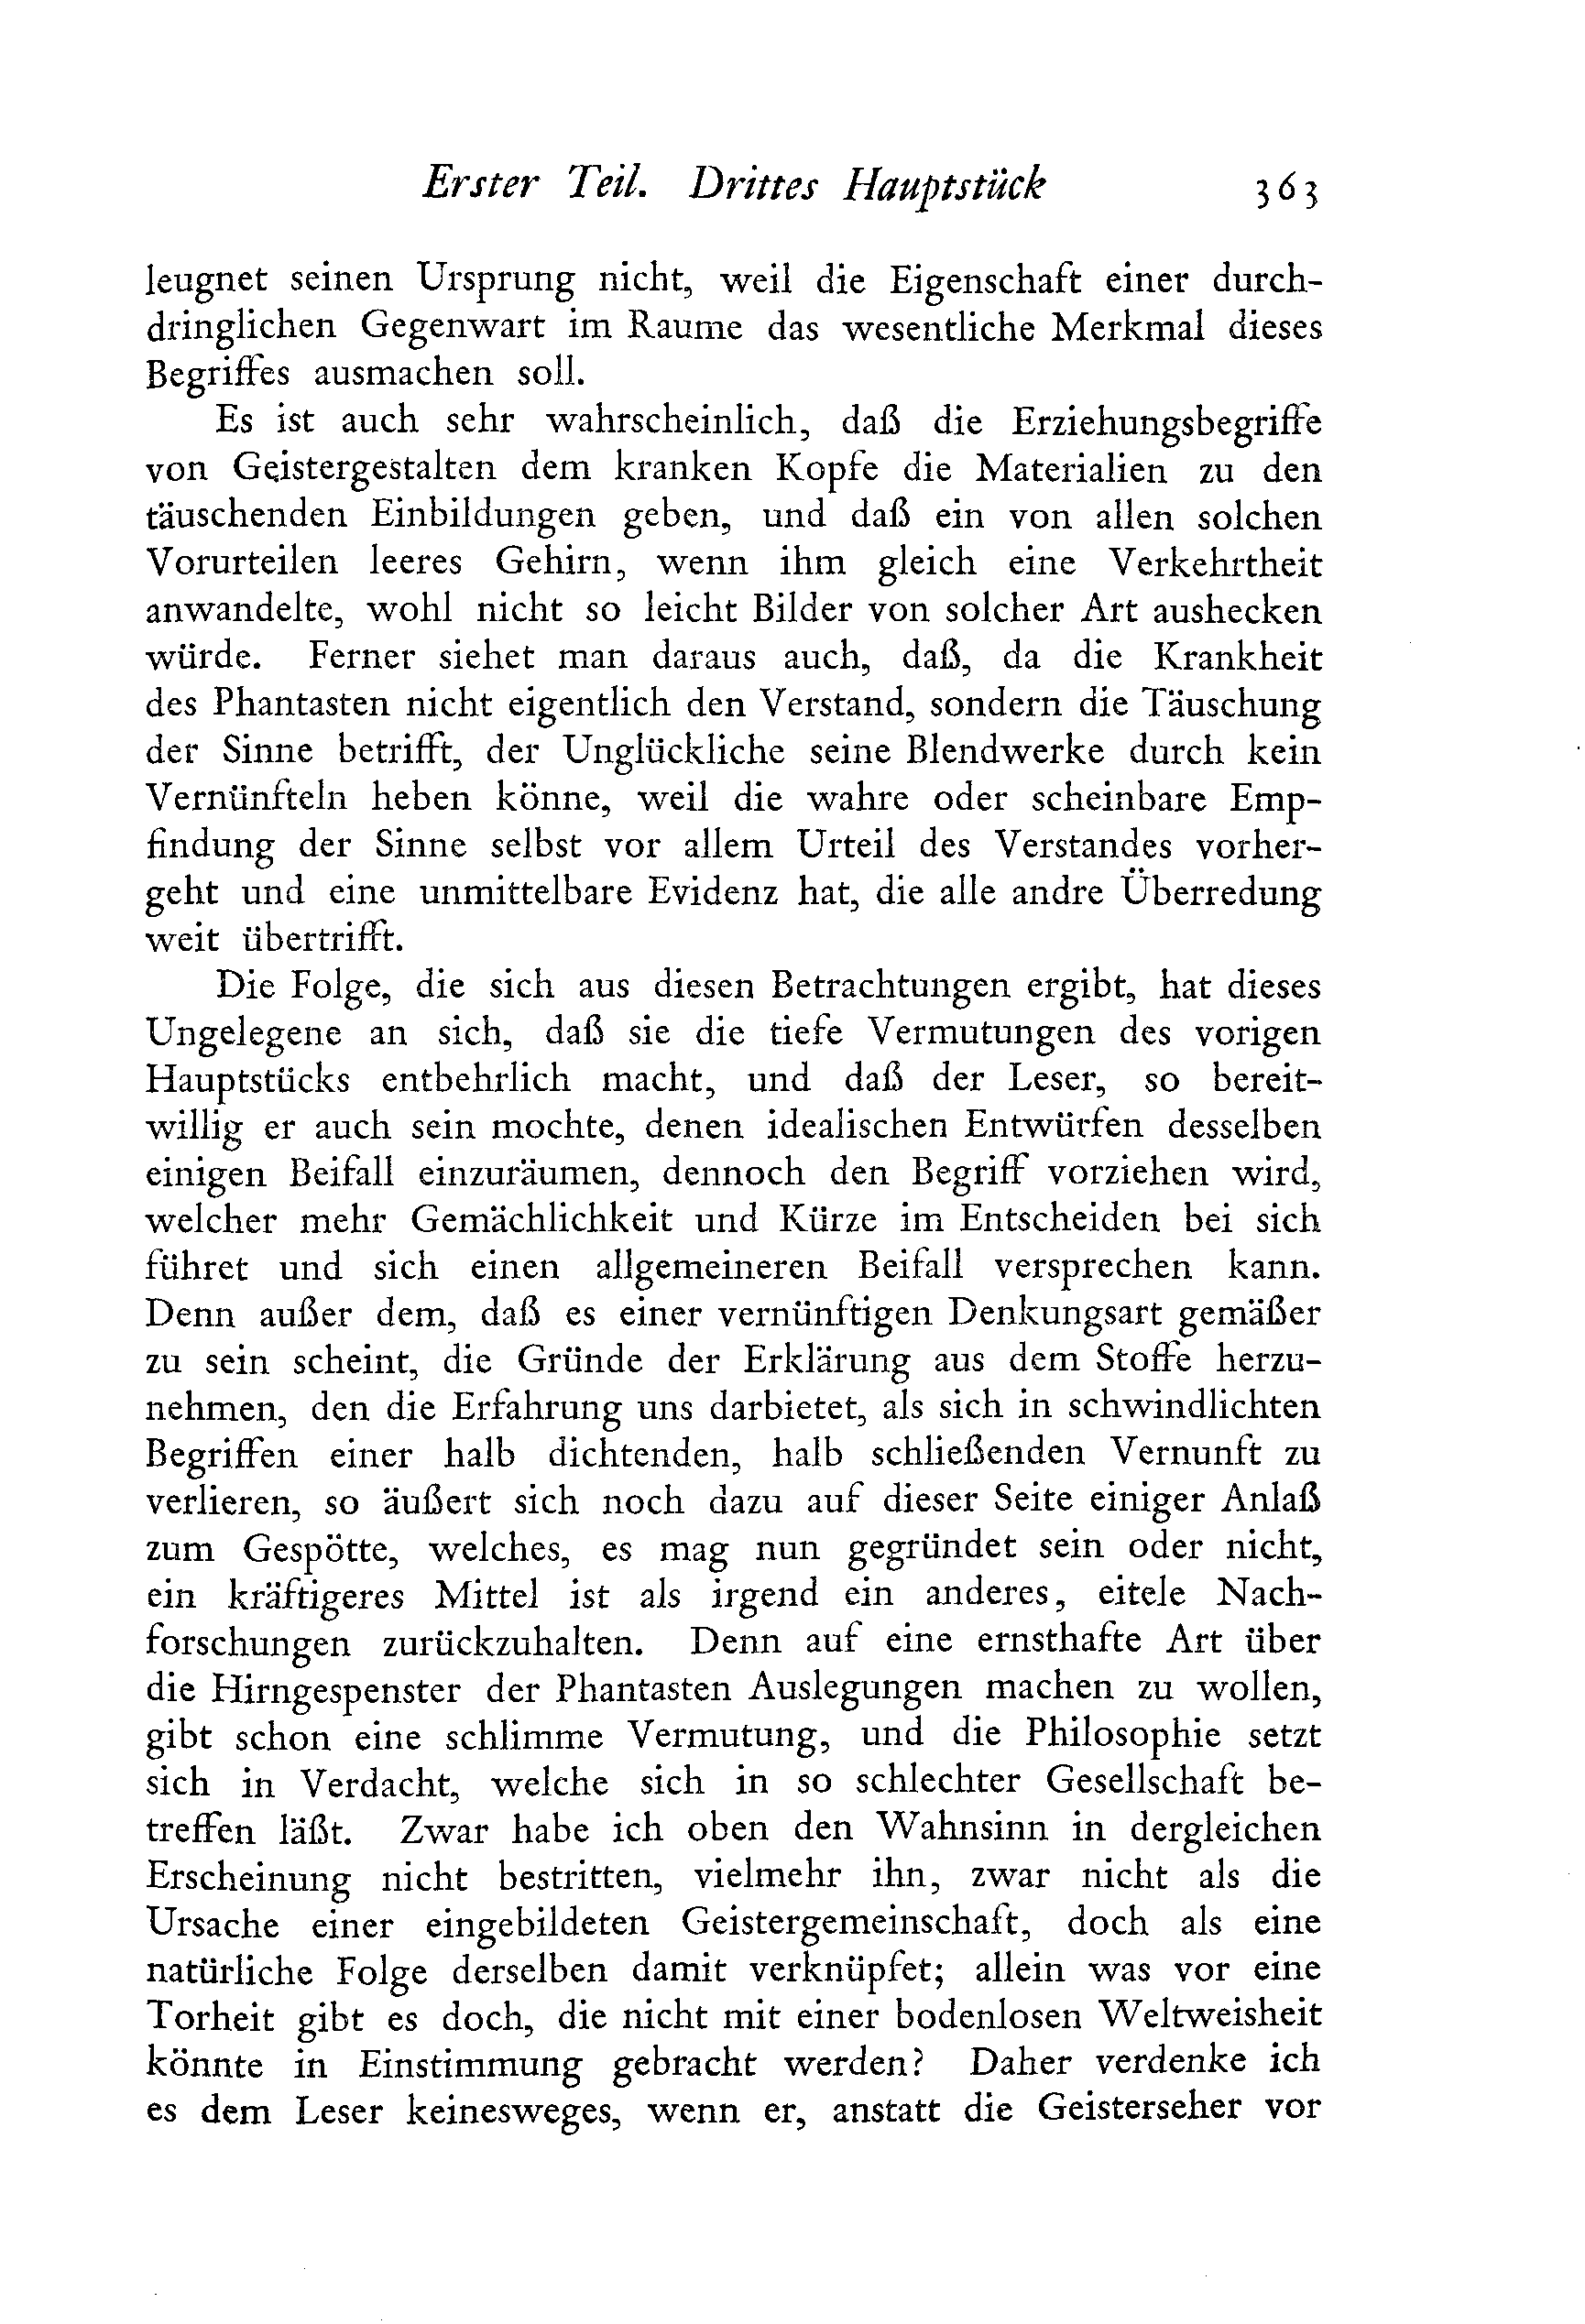 Erster Teil. Drittes Hauptstück 363
leugnet seinen Ursprung nicht, weil die Eigenschaft einer durch-
dringlichen Gegenwart im Raume das wesentliche Merkmal dieses
Begriffes ausmachen soll.
Es ist auch sehr wahrscheinlich, daß die Erziehungsbegriffe
von Geistergestalten dem kranken Kopfe die Materialien zu den
täuschenden Einbildungen geben, und daß ein von allen solchen
Vorurteilen leeres Gehirn, wenn ihm gleich eine Verkehrtheit
anwandelte, wohl nicht so leicht Bilder von solcher Art aushecken
würde. Ferner siehet man daraus auch, daß, da die Krankheit
des Phantasten nicht eigentlich den Verstand, sondern die Täuschung
der Sinne betrifft, der Unglückliche seine Blendwerke durch kein
Vernünfteln heben könne, weil die wahre oder scheinbare Emp-
findung der Sinne selbst vor allem Urteil des Verstandes vorher-
geht und eine unmittelbare Evidenz hat, die alle andre Überredung
weit übertrifft.
Die Folge, die sich aus diesen Betrachtungen ergibt, hat dieses
Ungelegene an sich, daß sie die tiefe Vermutungen des vorigen
Hauptstücks entbehrlich macht, und daß der Leser, so bereit-
willig er auch sein mochte, denen idealischen Entwürfen desselben
einigen Beifall einzuräumen, dennoch den Begriff vorziehen wird,
welcher mehr Gemächlichkeit und Kürze im Entscheiden bei sich
führet und sich einen allgemeineren Beifall versprechen kann.
Denn außer dem, daß es einer vernünftigen Denkungsart gemäßer
zu sein scheint, die Gründe der Erklärung aus dem Stoffe herzu-
nehmen, den die Erfahrung uns darbietet, als sich in schwindlichten
Begriffen einer halb dichtenden, halb schließenden Vernunft zu
verlieren, so äußert sich noch dazu auf dieser Seite einiger Anlaß
zum Gespötte, welches, es mag nun gegründet sein oder nicht,
ein kräftigeres Mittel ist als irgend ein anderes, eitele Nach-
forschungen zurückzuhalten. Denn auf eine ernsthafte Art über
die Hirngespenster der Phantasten Auslegungen machen zu wollen,
gibt schon eine schlimme Vermutung, und die Philosophie setzt
sich in Verdacht, welche sich in so schlechter Gesellschaft be-
treffen läßt. Zwar habe ich oben den Wahnsinn in dergleichen
Erscheinung nicht bestritten, vielmehr ihn, zwar nicht als die
Ursache einer eingebildeten Geistergemeinschaft, doch als eine
natürliche Folge derselben damit verknüpfet; allein was vor eine
Torheit gibt es doch, die nicht mit einer bodenlosen Weltweisheit
könnte in Einstimmung gebracht werden? Daher verdenke ich
es dem Leser keinesweges, wenn er, anstatt die Geisterseher vor